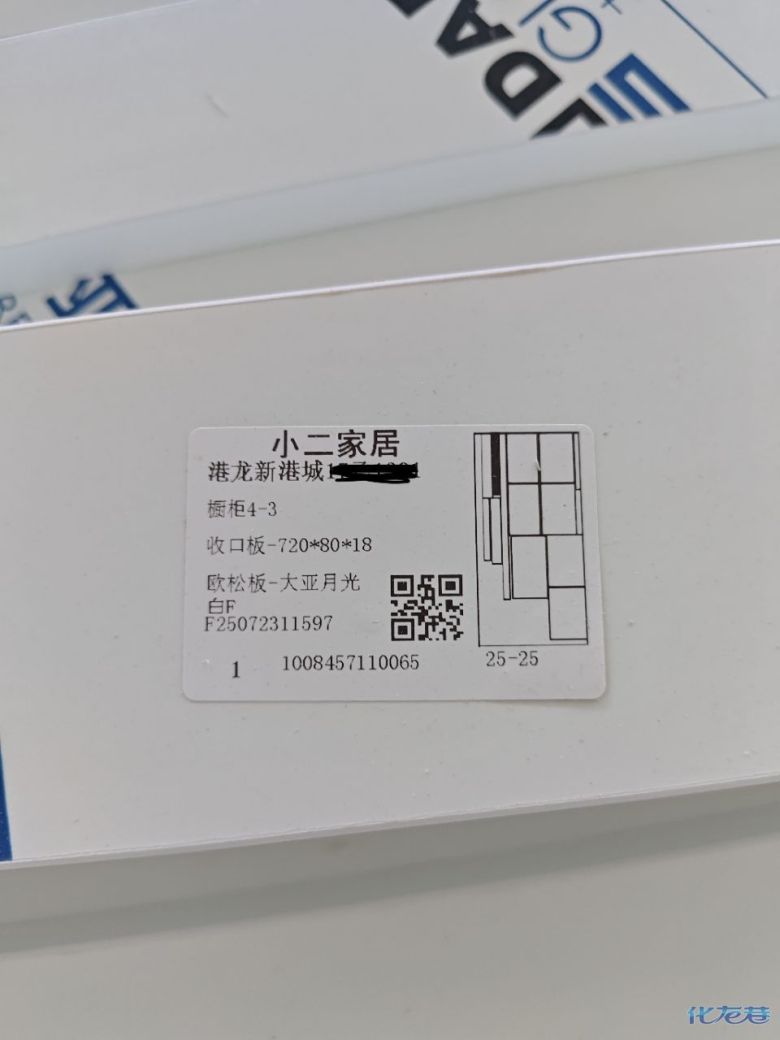 小二家居
港龙新港城
橱柜4-3
收口板-720*80*18
欧松板-大亚月光
白F
F25072311597
1 1008457110065 25-25
化龙巷